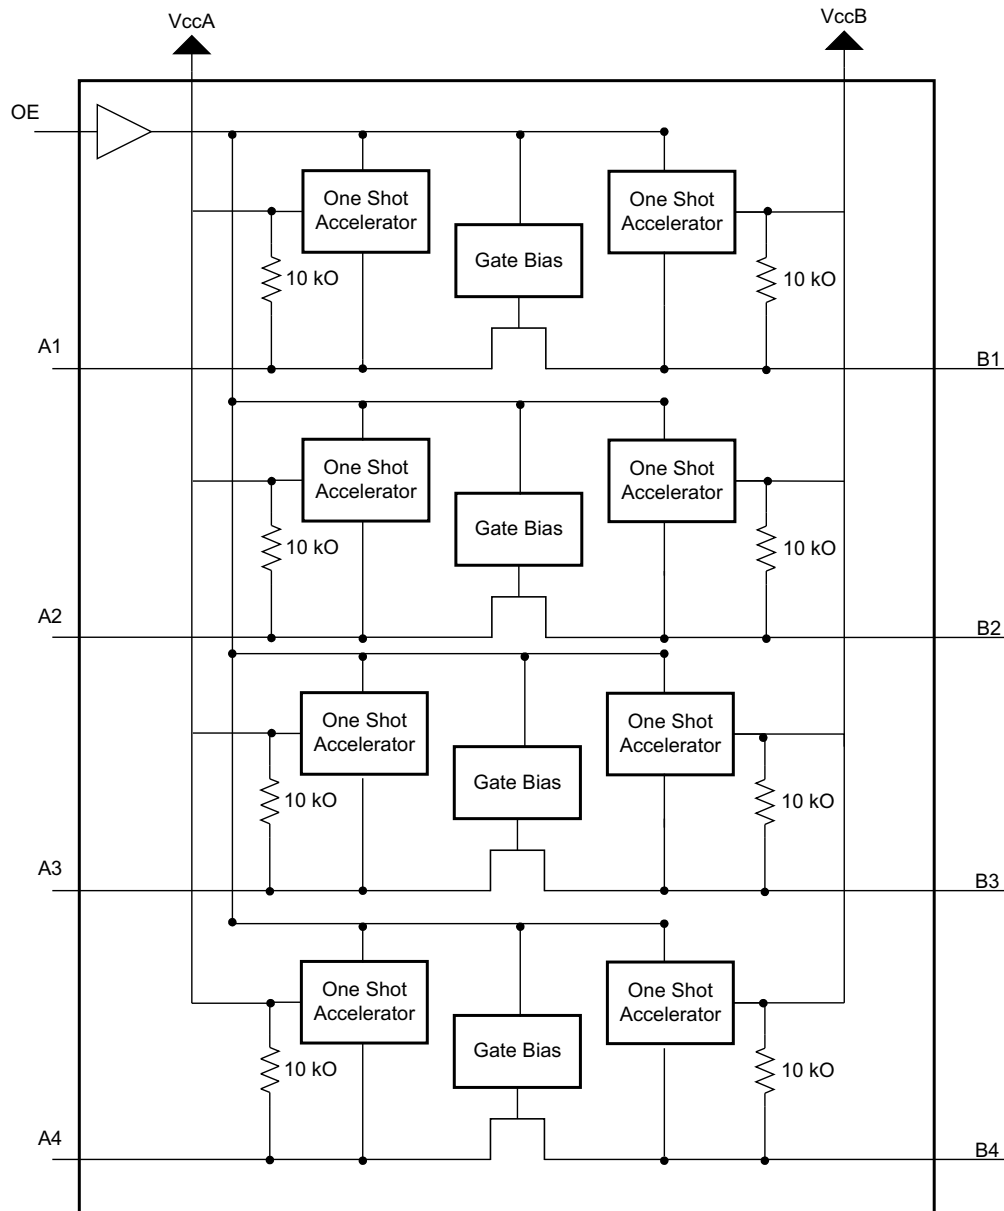 VccA
VccB
OE
One Shot
Accelerator
One Shot
Accelerator
Gate Bias
10 kO
10 kO
A1
B1
One Shot
Accelerator
One Shot
Accelerator
Gate Bias
10 kO
10 kO
A2
B2
One Shot
Accelerator
One Shot
Accelerator
Gate Bias
10 kO
10 kO
A3
B3
One Shot
Accelerator
One Shot
Accelerator
Gate Bias
10 kO
10 kO
A4
B4